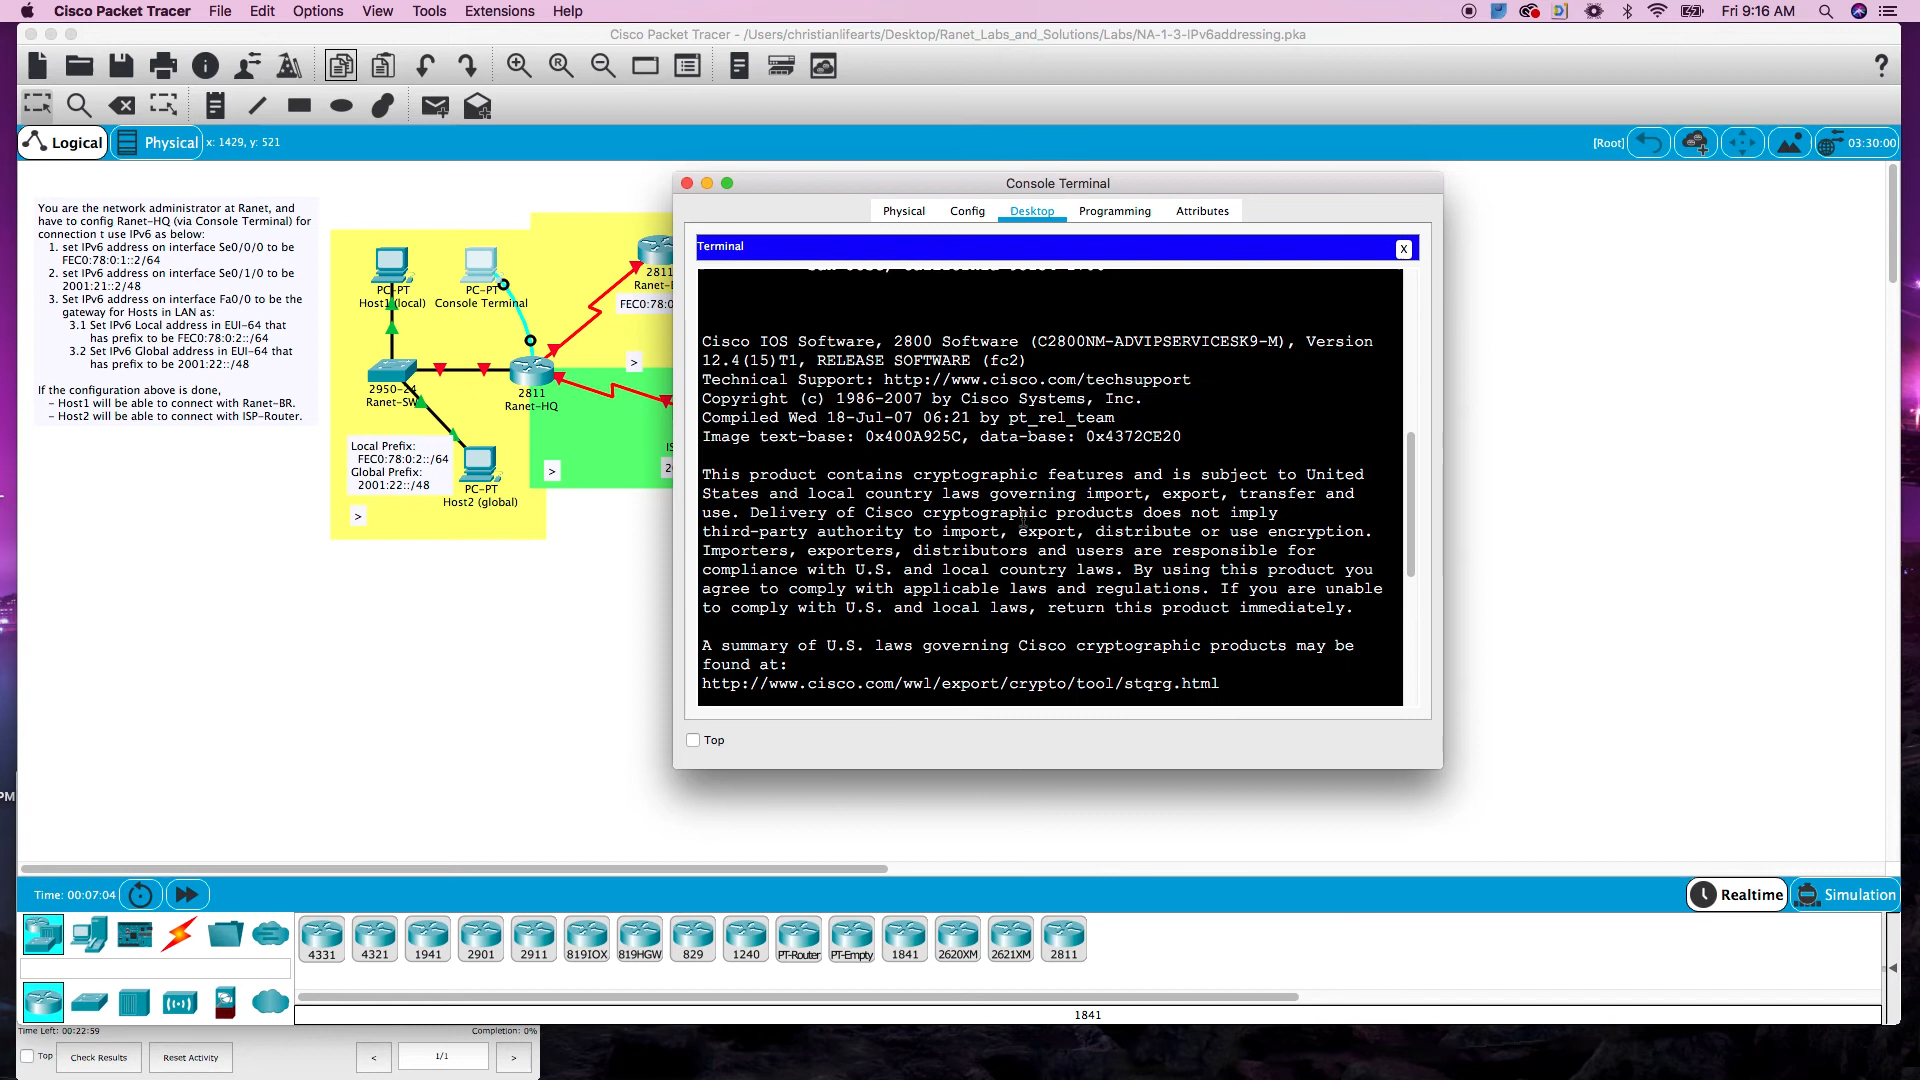 Cisco Packet Tracer File Edit Options View Tools Extensions Help
Fri 9:16 AM
Cisco Packet Tracer - /Users/christianlifearts/Desktop/Ranet_Labs_and_Solutions/Labs/NA-1-3-IPv6addressing.pka
Logical
Physical
x: 1429, y: 521
[Root]
03:30:00
You are the network administrator at Ranet, and
have to config Ranet-HQ (via Console Terminal) for
connection t use IPv6 as below:
1. set IPv6 address on interface Se0/0/0 to be
FEC0:78:0:1::2/64
2. set IPv6 address on interface Se0/1/0 to be
2001:21::2/48
3. Set IPv6 address on interface Fa0/0 to be the
gateway for Hosts in LAN as:
3.1 Set IPv6 Local address in EUI-64 that
has prefix to be FEC0:78:0:2::/64
3.2 Set IPv6 Global address in EUI-64 that
has prefix to be 2001:22::/48
If the configuration above is done,
- Host1 will be able to connect with Ranet-BR.
- Host2 will be able to connect with ISP-Router.
PC-PT
Host1 (local)
PC-PT
Console Terminal
2811
FEC0:78:0
>
2950-24
Ranet-SW
2811
Ranet-HQ
Local Prefix:
FEC0:78:0:2::/64
Global Prefix:
2001:22::/48
PC-PT
Host2 (global)
>
>
Console Terminal
Physical
Config
Desktop
Programming
Attributes
Terminal
X
Cisco IOS Software, 2800 Software (C2800NM-ADVIPSERVICESK9-M), Version
12.4(15)T1, RELEASE SOFTWARE (fc2)
Technical Support: http://www.cisco.com/techsupport
Copyright (c) 1986-2007 by Cisco Systems, Inc.
Compiled Wed 18-Jul-07 06:21 by pt_rel_team
Image text-base: 0x400A925C, data-base: 0x4372CE20
This product contains cryptographic features and is subject to United
States and local country laws governing import, export, transfer and
use. Delivery of Cisco cryptographic products does not imply
third-party authority to import, export, distribute or use encryption.
Importers, exporters, distributors and users are responsible for
compliance with U.S. and local country laws. By using this product you
agree to comply with applicable laws and regulations. If you are unable
to comply with U.S. and local laws, return this product immediately.
A summary of U.S. laws governing Cisco cryptographic products may be
found at:
http://www.cisco.com/wwl/export/crypto/tool/stqrg.html
Top
PM
Time: 00:07:04
Realtime
Simulation
4331 4321 1941 2901 2911 819IOX 819HGW 829 1240 PT-Router PT-Empty 1841 2620XM 2621XM 2811
1841
Time Left: 00:22:59
Completion: 0%
Top
Check Results
Reset Activity
<
1/1
>